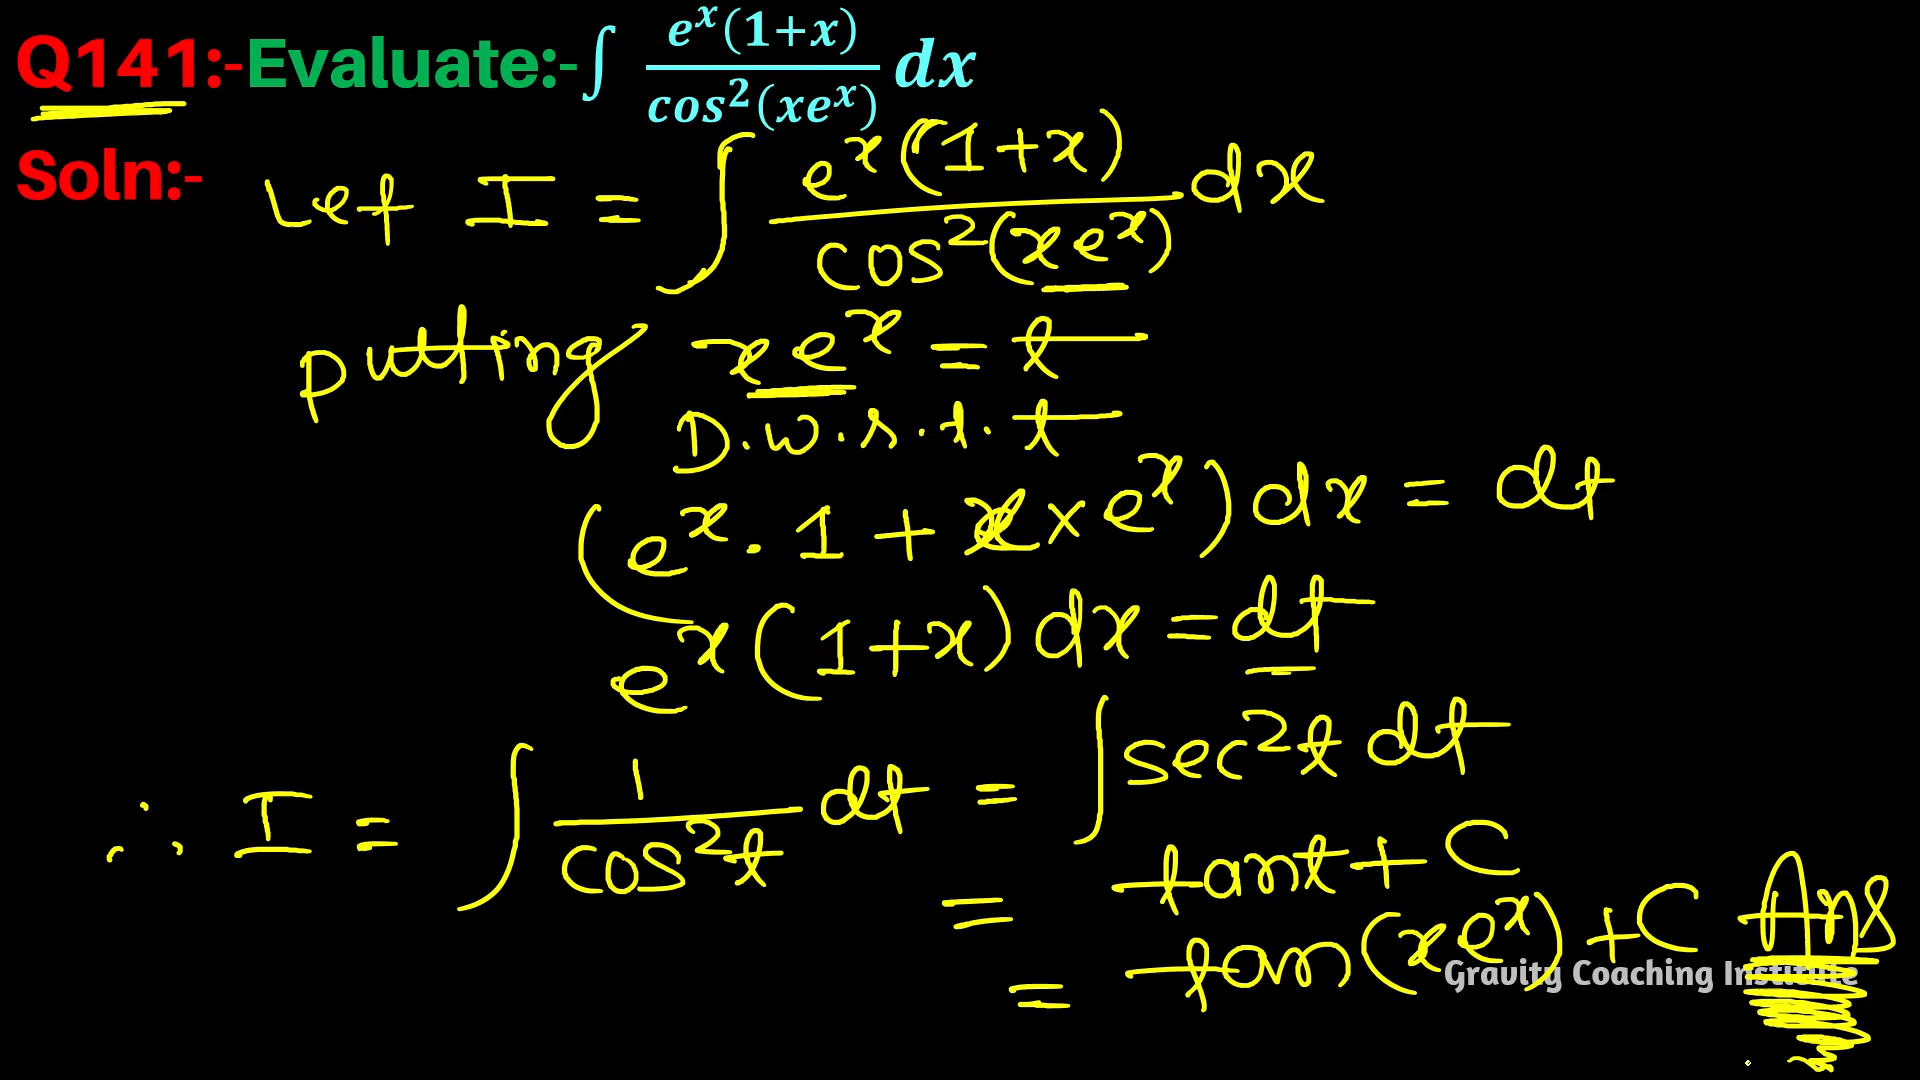 Q141:-Evaluate:-∫ e^x(1+x)/cos²(xe^x) dx
Soln:- Let I = ∫ e^x(1+x)/cos²(xe^x) dx
putting xe^x = t
D.w.r.t. t
(e^x . 1 + x × e^x) dx = dt
e^x (1+x) dx = dt
∴ I = ∫ 1/cos²t dt = ∫ sec²t dt
= tan t + C
= tan(xe^x) + C Ans
Gravity Coaching Institute